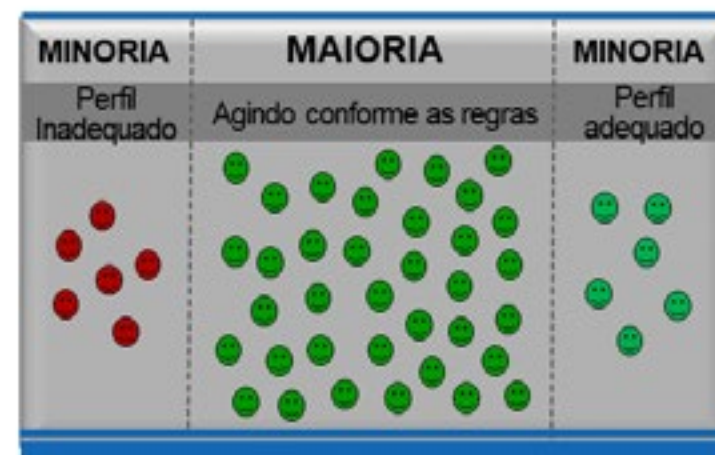 MINORIA
Perfil
Inadequado
MAIORIA
Agindo conforme as regras
MINORIA
Perfil
adequado